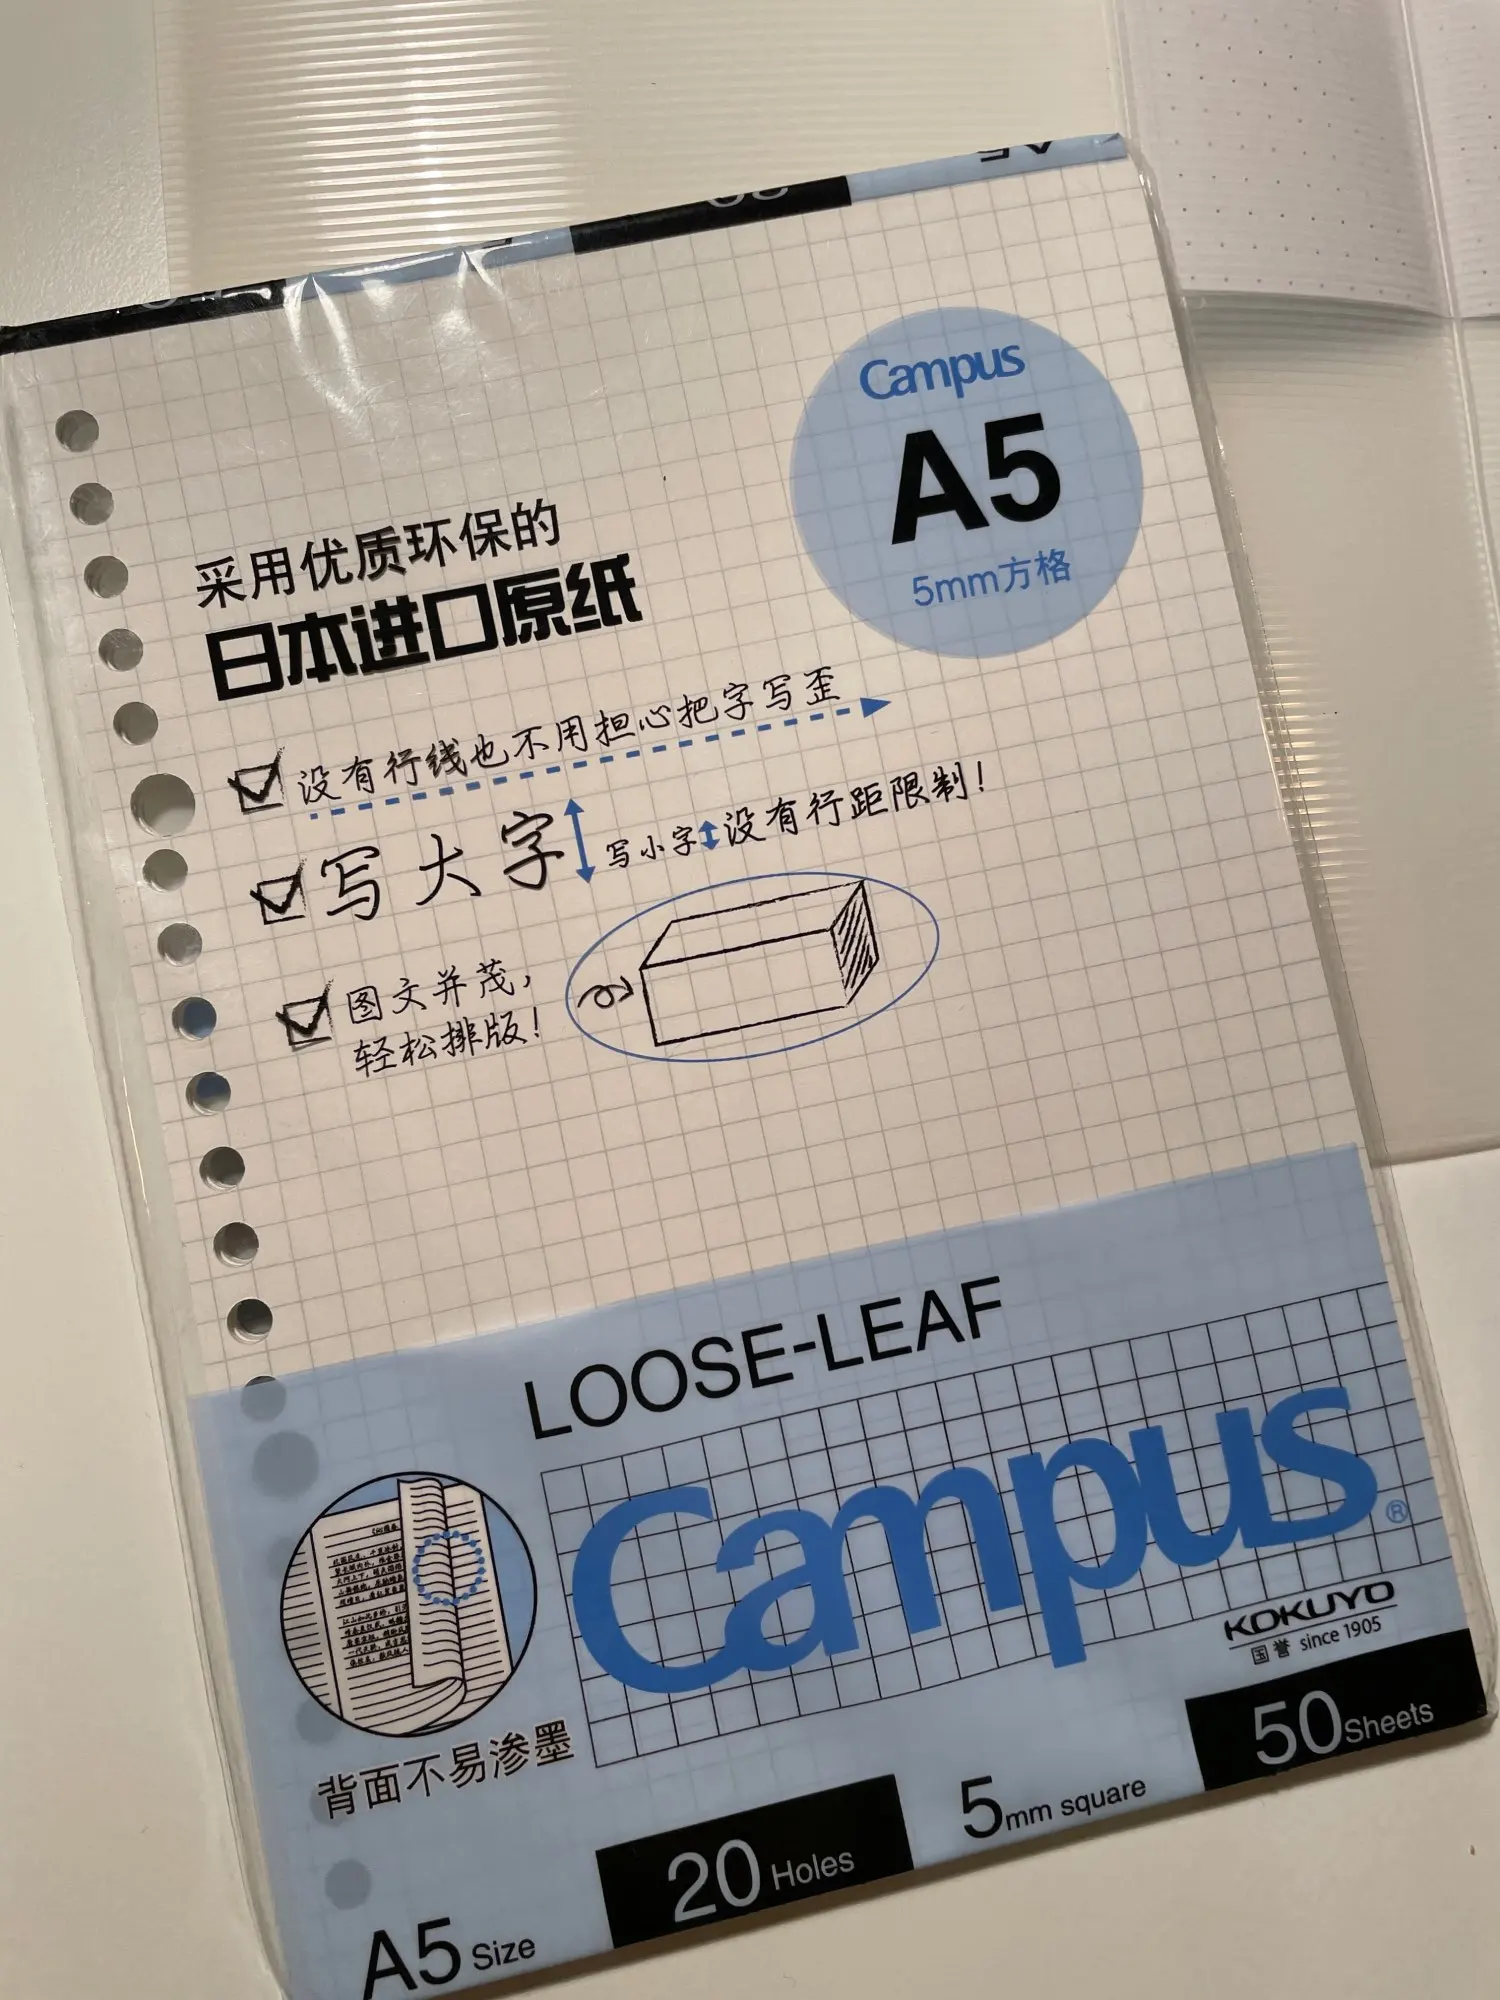 Campus
A5
5mm方格
采用优质环保的
日本进口原纸
没有行线也不用担心把字写歪
写大字 写小字 没有行距限制!
图文并茂,
轻松排版!
LOOSE-LEAF
Campus®
KOKUYO
国誉 since 1905
背面不易渗墨
50 Sheets
5mm square
20 Holes
A5 Size